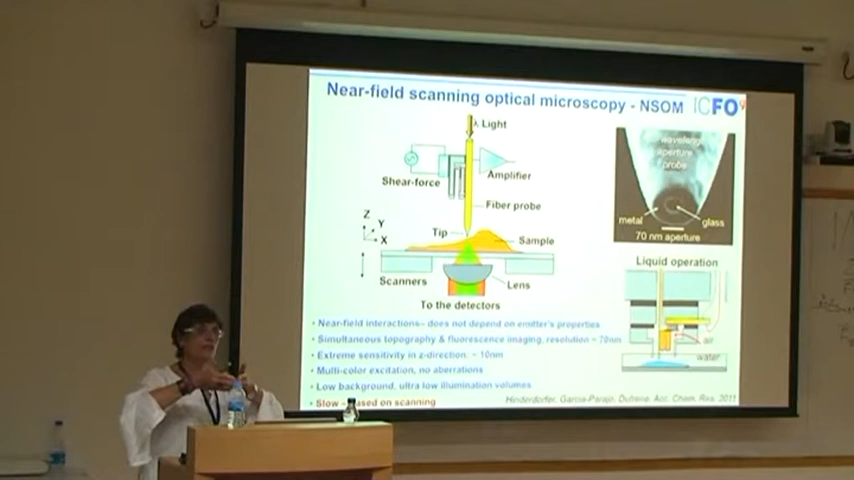 Near-field scanning optical microscopy - NSOM
ICFO
λ Light
Shear-force
Amplifier
Fiber probe
Z
Y
X
Tip
Sample
Scanners
Lens
To the detectors
aperture
probe
metal
glass
70 nm aperture
Liquid operation
air
water
• Near-field interactions– does not depend on emitter's properties
• Simultaneous topography & fluorescence imaging, resolution ~ 70nm
• Extreme sensitivity in z-direction, ~ 10nm
• Multi-color excitation, no aberrations
• Low background, ultra low illumination volumes
• Slow – based on scanning
Hinderdorfer, Garcia-Parajo, Dufrene, Acc. Chem. Res. 2011